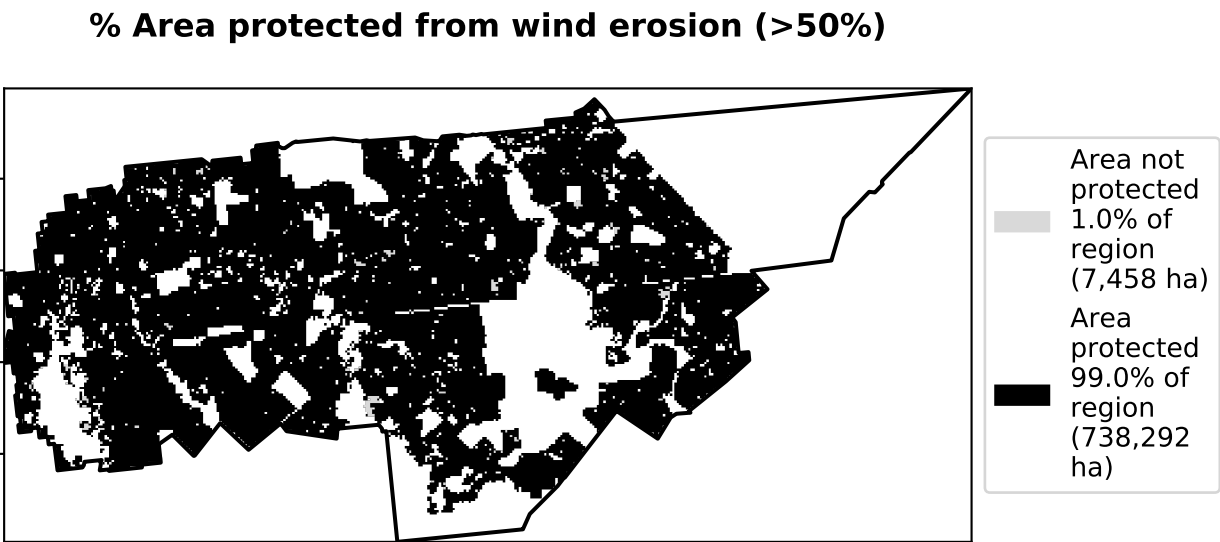 % Area protected from wind erosion (>50%)
Area not
protected
1.0% of
region
(7,458 ha)
Area
protected
99.0% of
region
(738,292
ha)